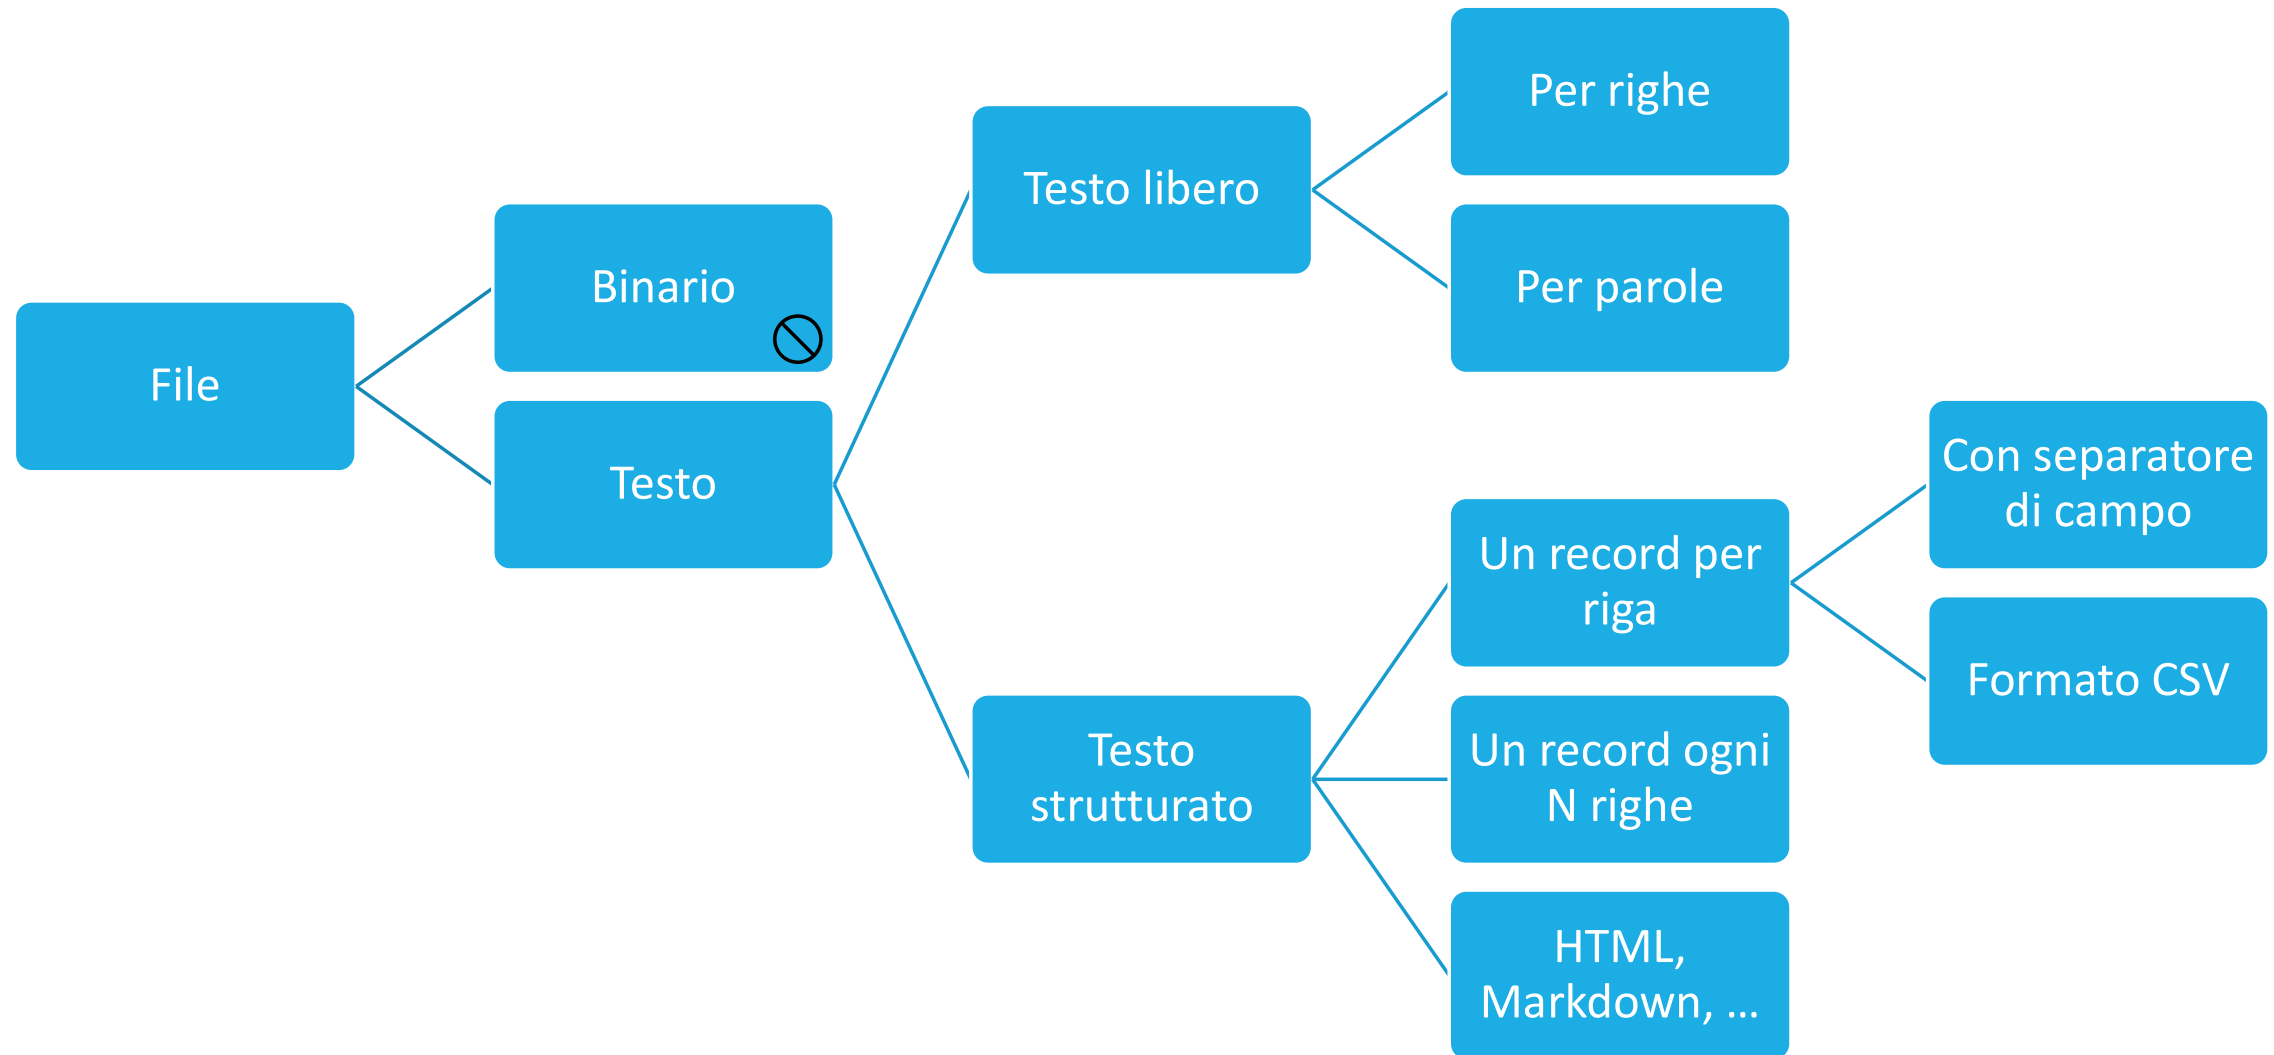 File
Binario
Testo
Testo libero
Per righe
Per parole
Testo
strutturato
Un record per
riga
Con separatore
di campo
Formato CSV
Un record ogni
N righe
HTML,
Markdown, ...